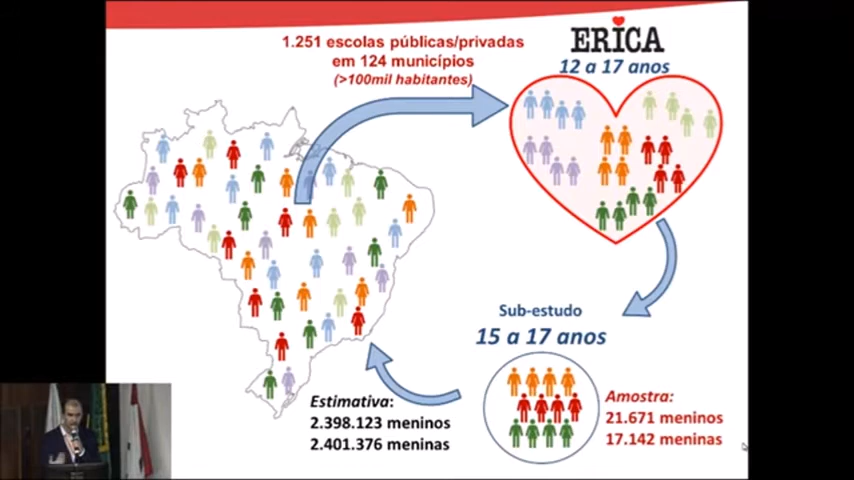 1.251 escolas públicas/privadas
em 124 municípios
(>100mil habitantes)
ERICA
12 a 17 anos
Sub-estudo
15 a 17 anos
Estimativa:
2.398.123 meninos
2.401.376 meninas
Amostra:
21.671 meninos
17.142 meninas